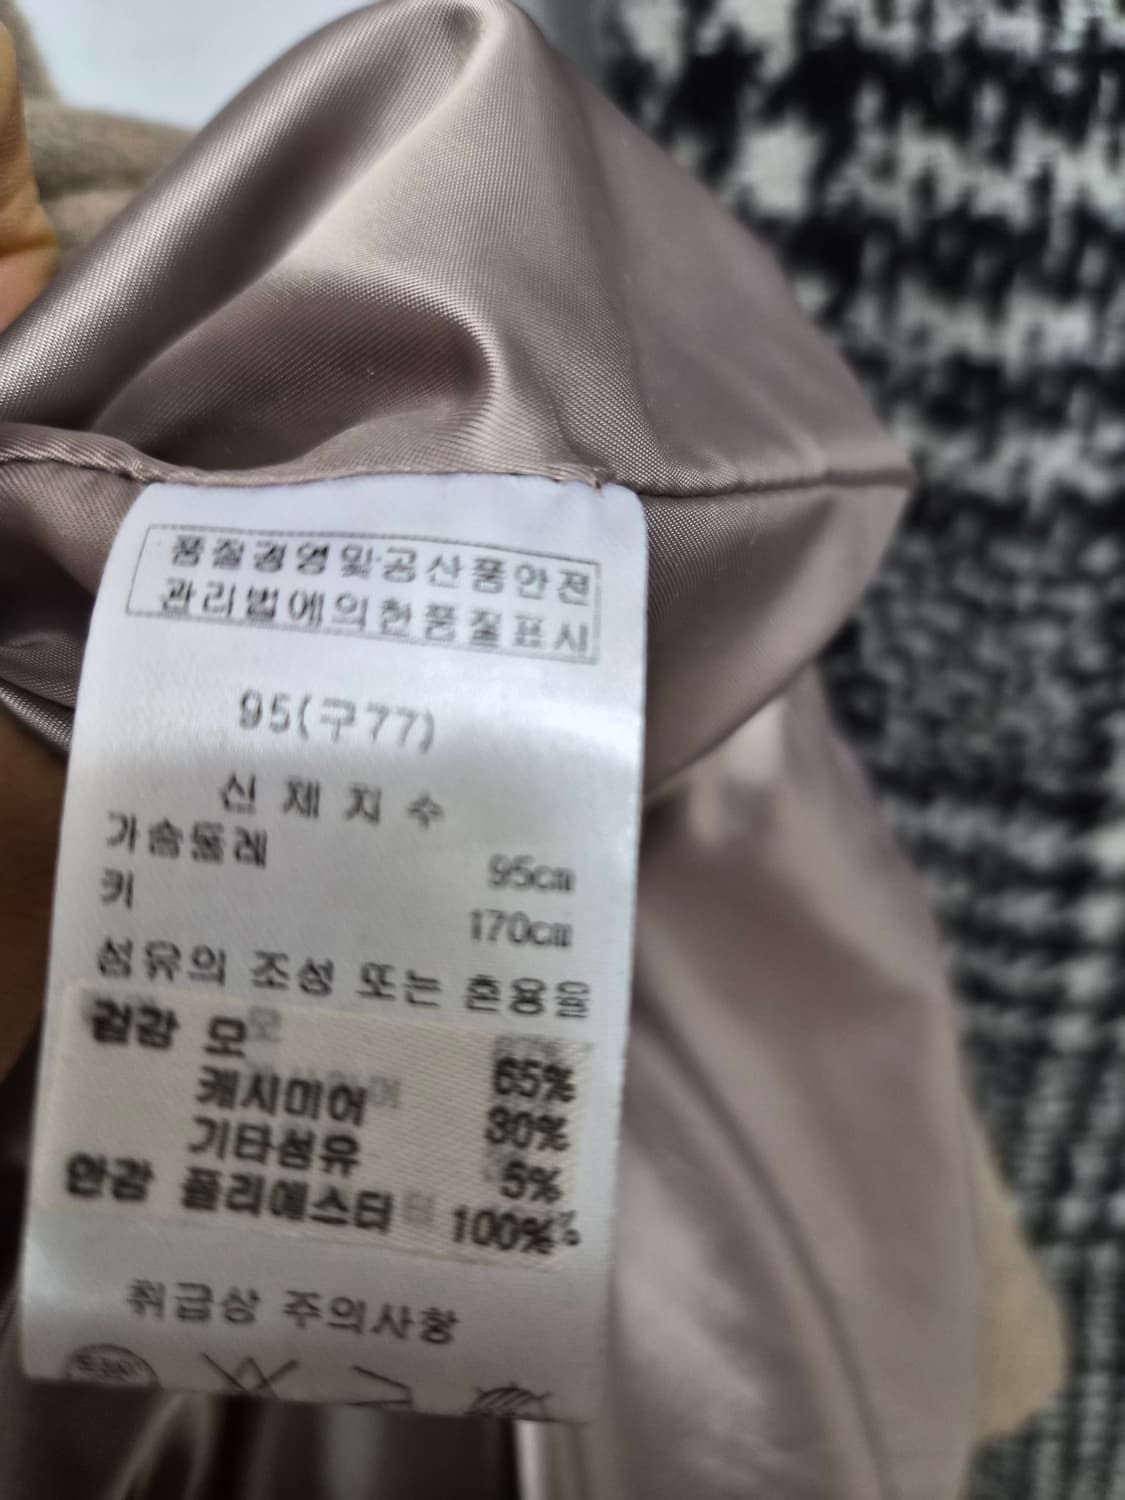 품질경영및공산품안전
관리법에의한품질표시
95(구77)
신체치수
가슴둘레 95cm
키 170cm
섬유의 조성 또는 혼용율
겉감 모 65%
캐시미어 30%
기타섬유 5%
안감 폴리에스터 100%
취급상 주의사항